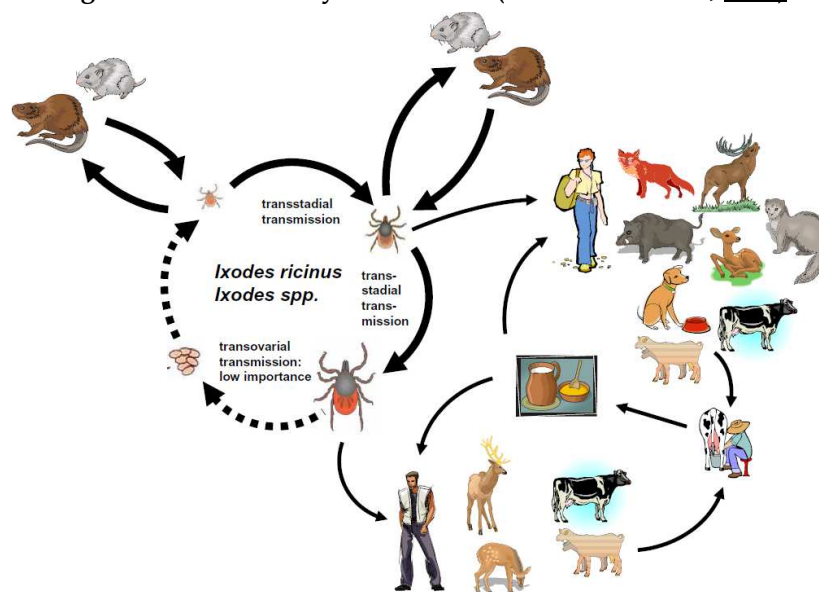 transstadial
transmission
Ixodes ricinus
Ixodes spp.
trans-
stadial
trans-
mission
transovarial
transmission:
low importance